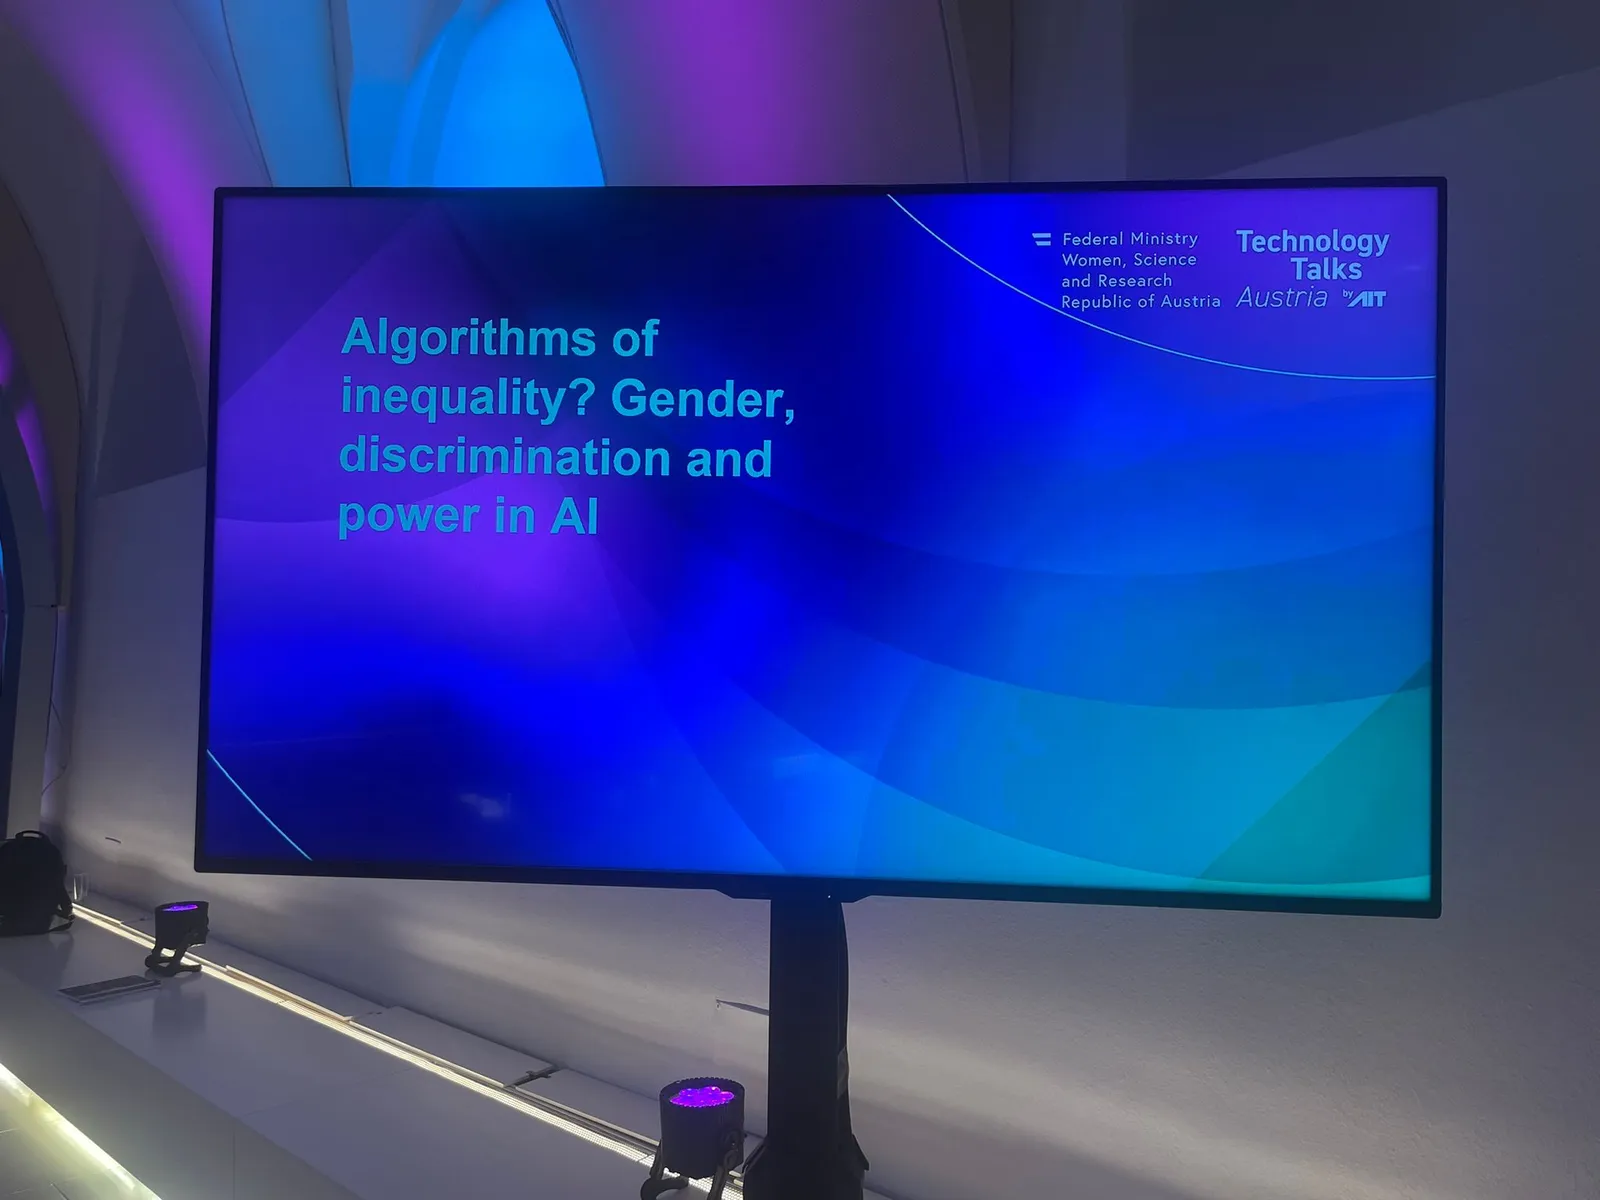 Federal Ministry
Women, Science
and Research
Republic of Austria
Technology
Talks
Austria by AIT
Algorithms of
inequality? Gender,
discrimination and
power in AI